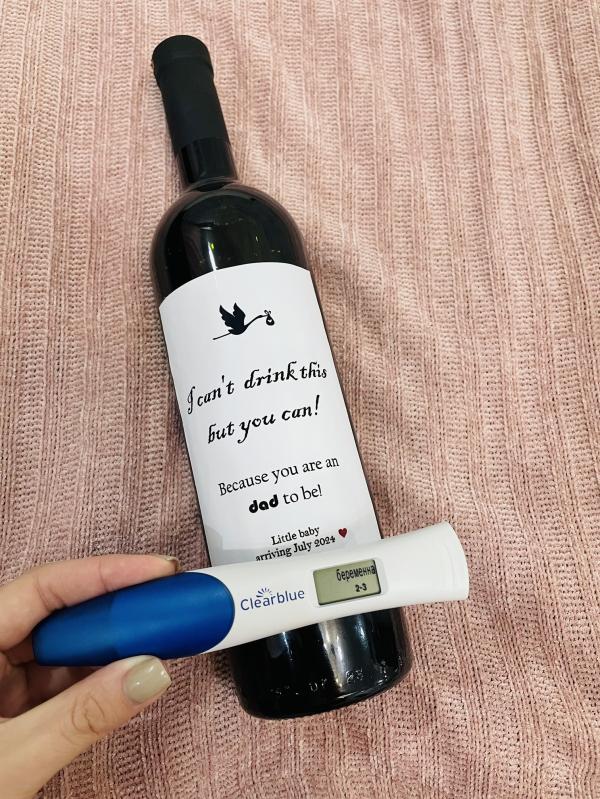 I can't drink this
but you can!
Because you are an
dad to be!
Little baby
arriving July 2024 ♥
Clearblue
беременна
2-3